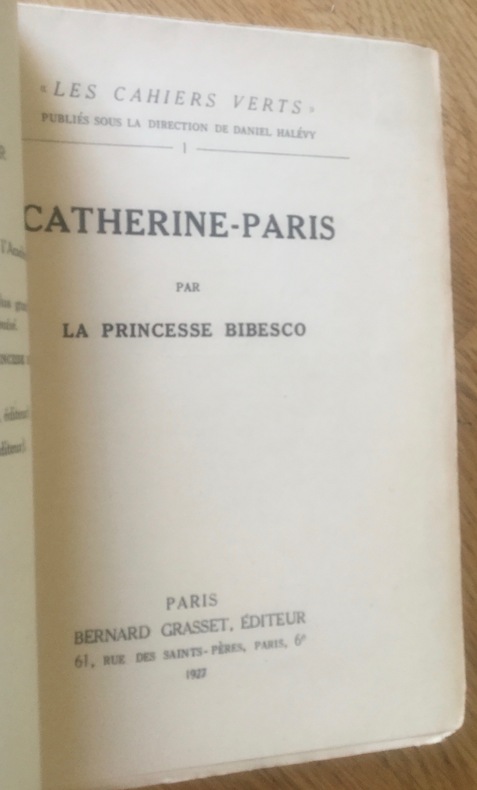 « LES CAHIERS VERTS »
PUBLIÉS SOUS LA DIRECTION DE DANIEL HALÉVY
1
CATHERINE-PARIS
PAR
LA PRINCESSE BIBESCO
PARIS
BERNARD GRASSET, ÉDITEUR
61, RUE DES SAINTS-PÈRES, PARIS, 6e
1927